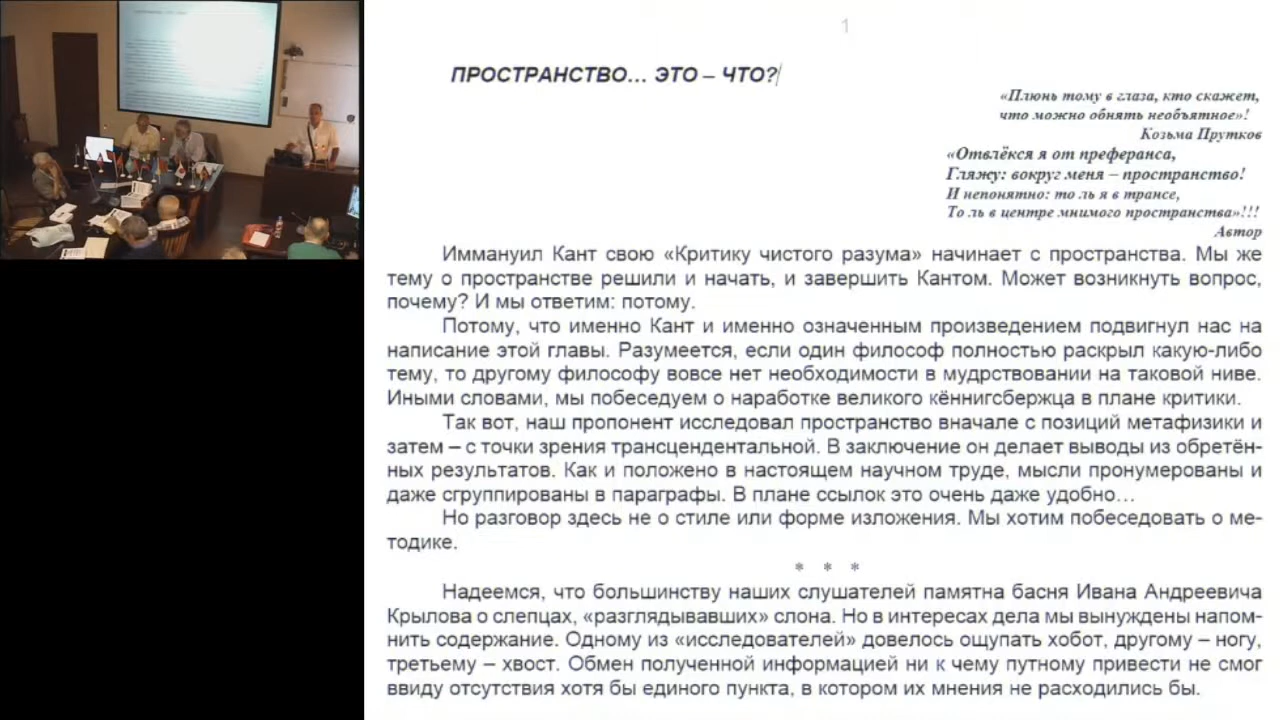 1
ПРОСТРАНСТВО… ЭТО – ЧТО?
«Плюнь тому в глаза, кто скажет,
что можно обнять необъятное»!
Козьма Прутков
«Отвлёкся я от преферанса,
Гляжу: вокруг меня – пространство!
И непонятно: то ль я в трансе,
То ль в центре мнимого пространства»!!!
Автор
Иммануил Кант свою «Критику чистого разума» начинает с пространства. Мы же
тему о пространстве решили и начать, и завершить Кантом. Может возникнуть вопрос,
почему? И мы ответим: потому.
Потому, что именно Кант и именно означенным произведением подвигнул нас на
написание этой главы. Разумеется, если один философ полностью раскрыл какую-либо
тему, то другому философу вовсе нет необходимости в мудрствовании на таковой ниве.
Иными словами, мы побеседуем о наработке великого кённигсбержца в плане критики.
Так вот, наш пропонент исследовал пространство вначале с позиций метафизики и
затем – с точки зрения трансцендентальной. В заключение он делает выводы из обретён-
ных результатов. Как и положено в настоящем научном труде, мысли пронумерованы и
даже сгруппированы в параграфы. В плане ссылок это очень даже удобно…
Но разговор здесь не о стиле или форме изложения. Мы хотим побеседовать о ме-
тодике.
* * *
Надеемся, что большинству наших слушателей памятна басня Ивана Андреевича
Крылова о слепцах, «разглядывавших» слона. Но в интересах дела мы вынуждены напом-
нить содержание. Одному из «исследователей» довелось ощупать хобот, другому – ногу,
третьему – хвост. Обмен полученной информацией ни к чему путному привести не смог
ввиду отсутствия хотя бы единого пункта, в котором их мнения не расходились бы.